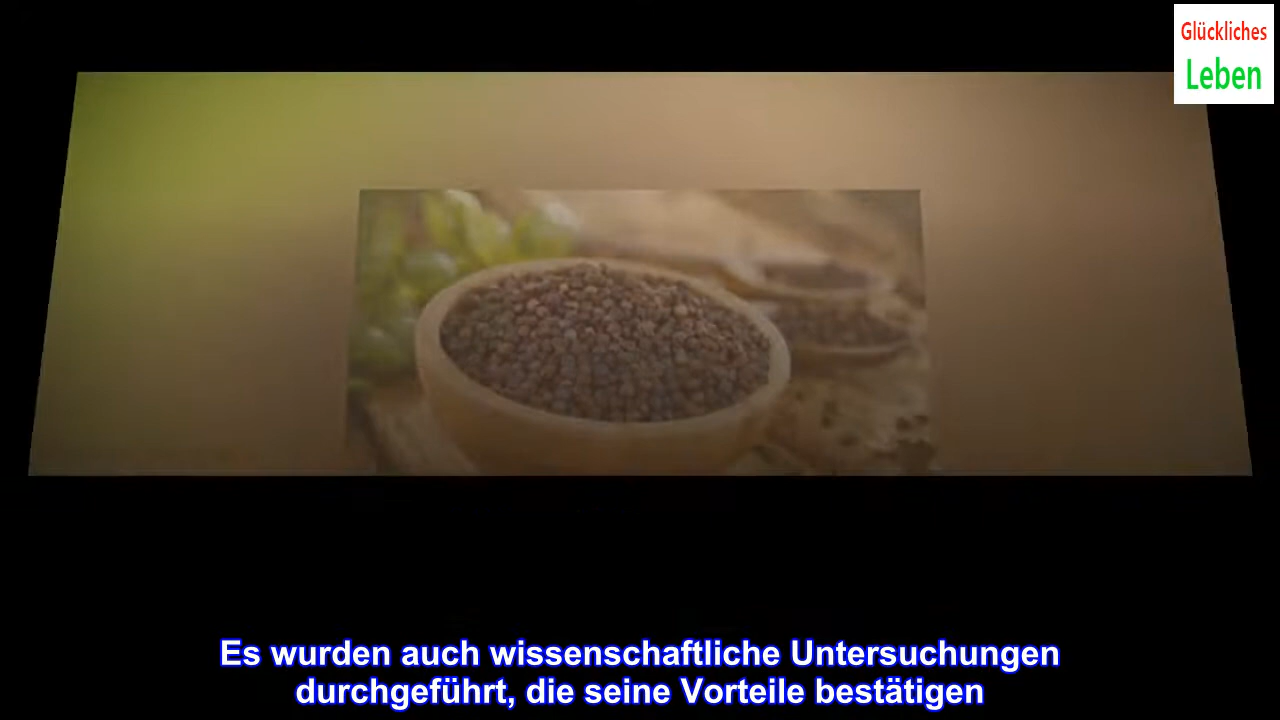 Glückliches
Leben
Es wurden auch wissenschaftliche Untersuchungen
durchgeführt, die seine Vorteile bestätigen